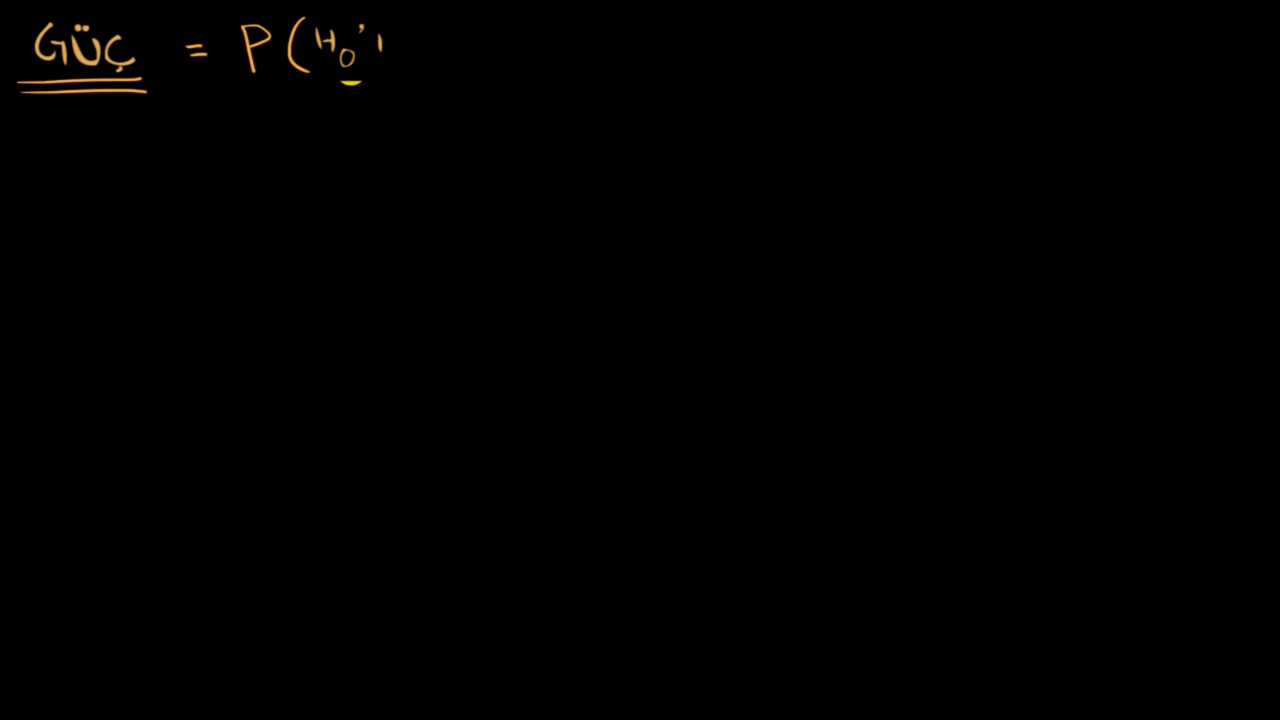 GÜÇ = P(H₀'ı